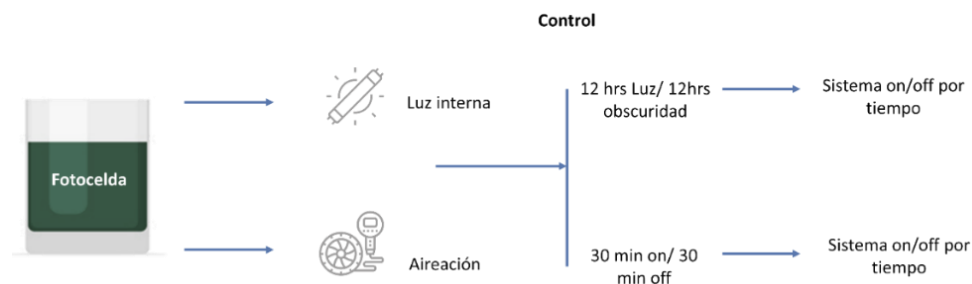 Control
Fotocelda
Luz interna
12 hrs Luz/ 12hrs
obscuridad
Sistema on/off por
tiempo
Aireación
30 min on/ 30
min off
Sistema on/off por
tiempo